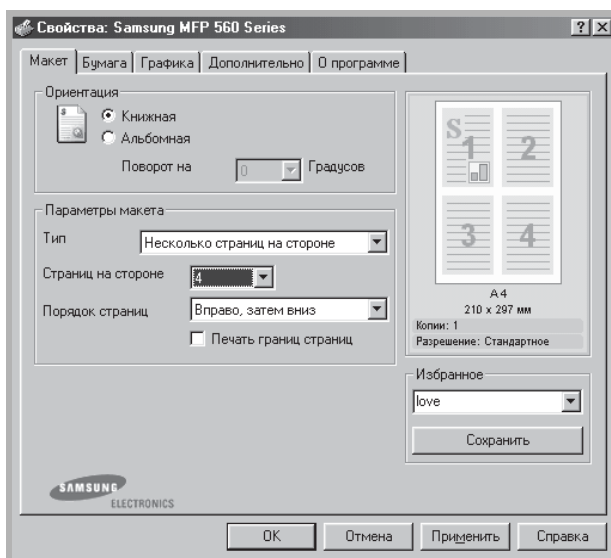 Свойства: Samsung MFP 560 Series
Макет Бумага Графика Дополнительно О программе
Ориентация
Книжная
Альбомная
Поворот на 0 Градусов
Параметры макета
Тип Несколько страниц на стороне
Страниц на стороне 4
Порядок страниц Вправо, затем вниз
Печать границ страниц
S
1 2
3 4
A4
210 x 297 мм
Копии: 1
Разрешение: Стандартное
Избранное
love
Сохранить
SAMSUNG
ELECTRONICS
OK Отмена Применить Справка